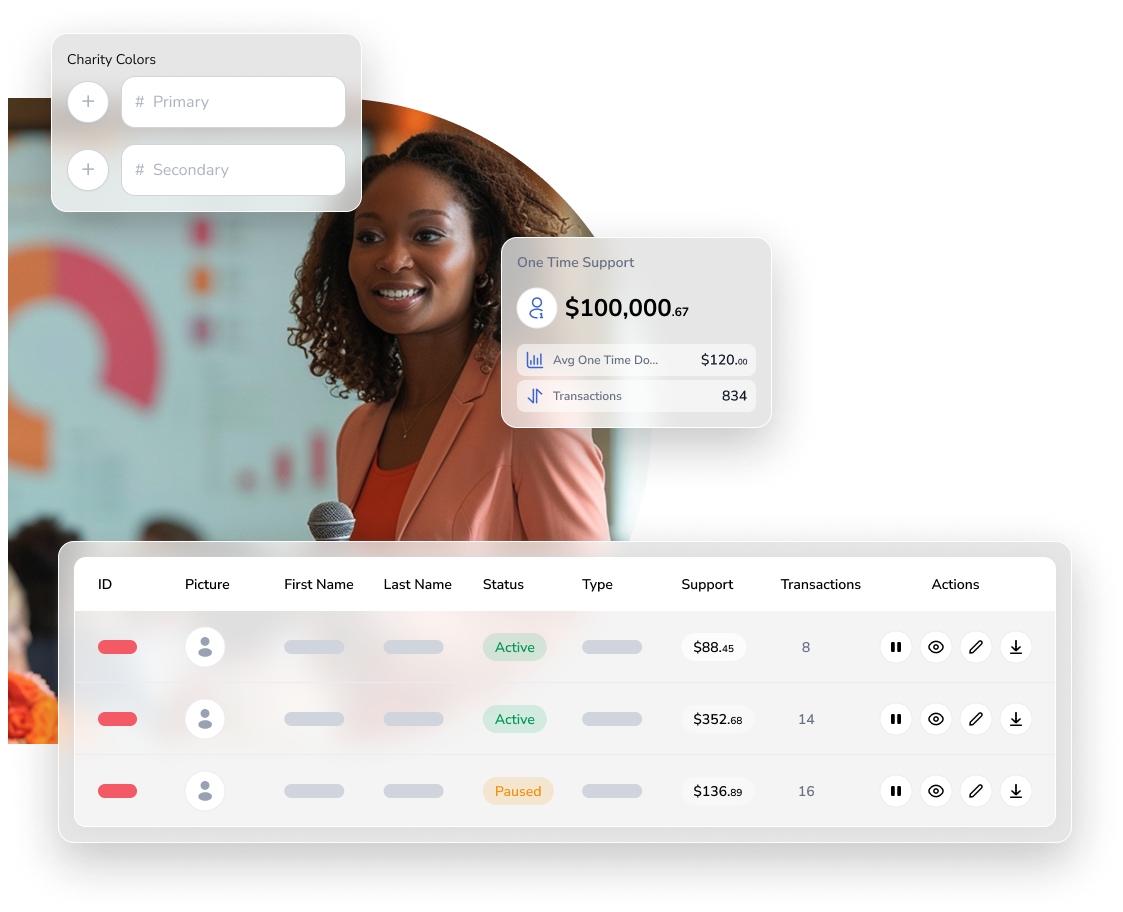 Charity Colors
# Primary
# Secondary
One Time Support
$100,000.67
Avg One Time Do... $120.00
Transactions 834
ID Picture First Name Last Name Status Type Support Transactions Actions
Active $88.45 8
Active $352.68 14
Paused $136.89 16